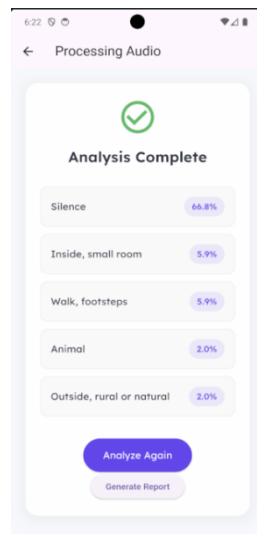 6:22
Processing Audio
Analysis Complete
Silence 66.8%
Inside, small room 5.9%
Walk, footsteps 5.9%
Animal 2.0%
Outside, rural or natural 2.0%
Analyze Again
Generate Report